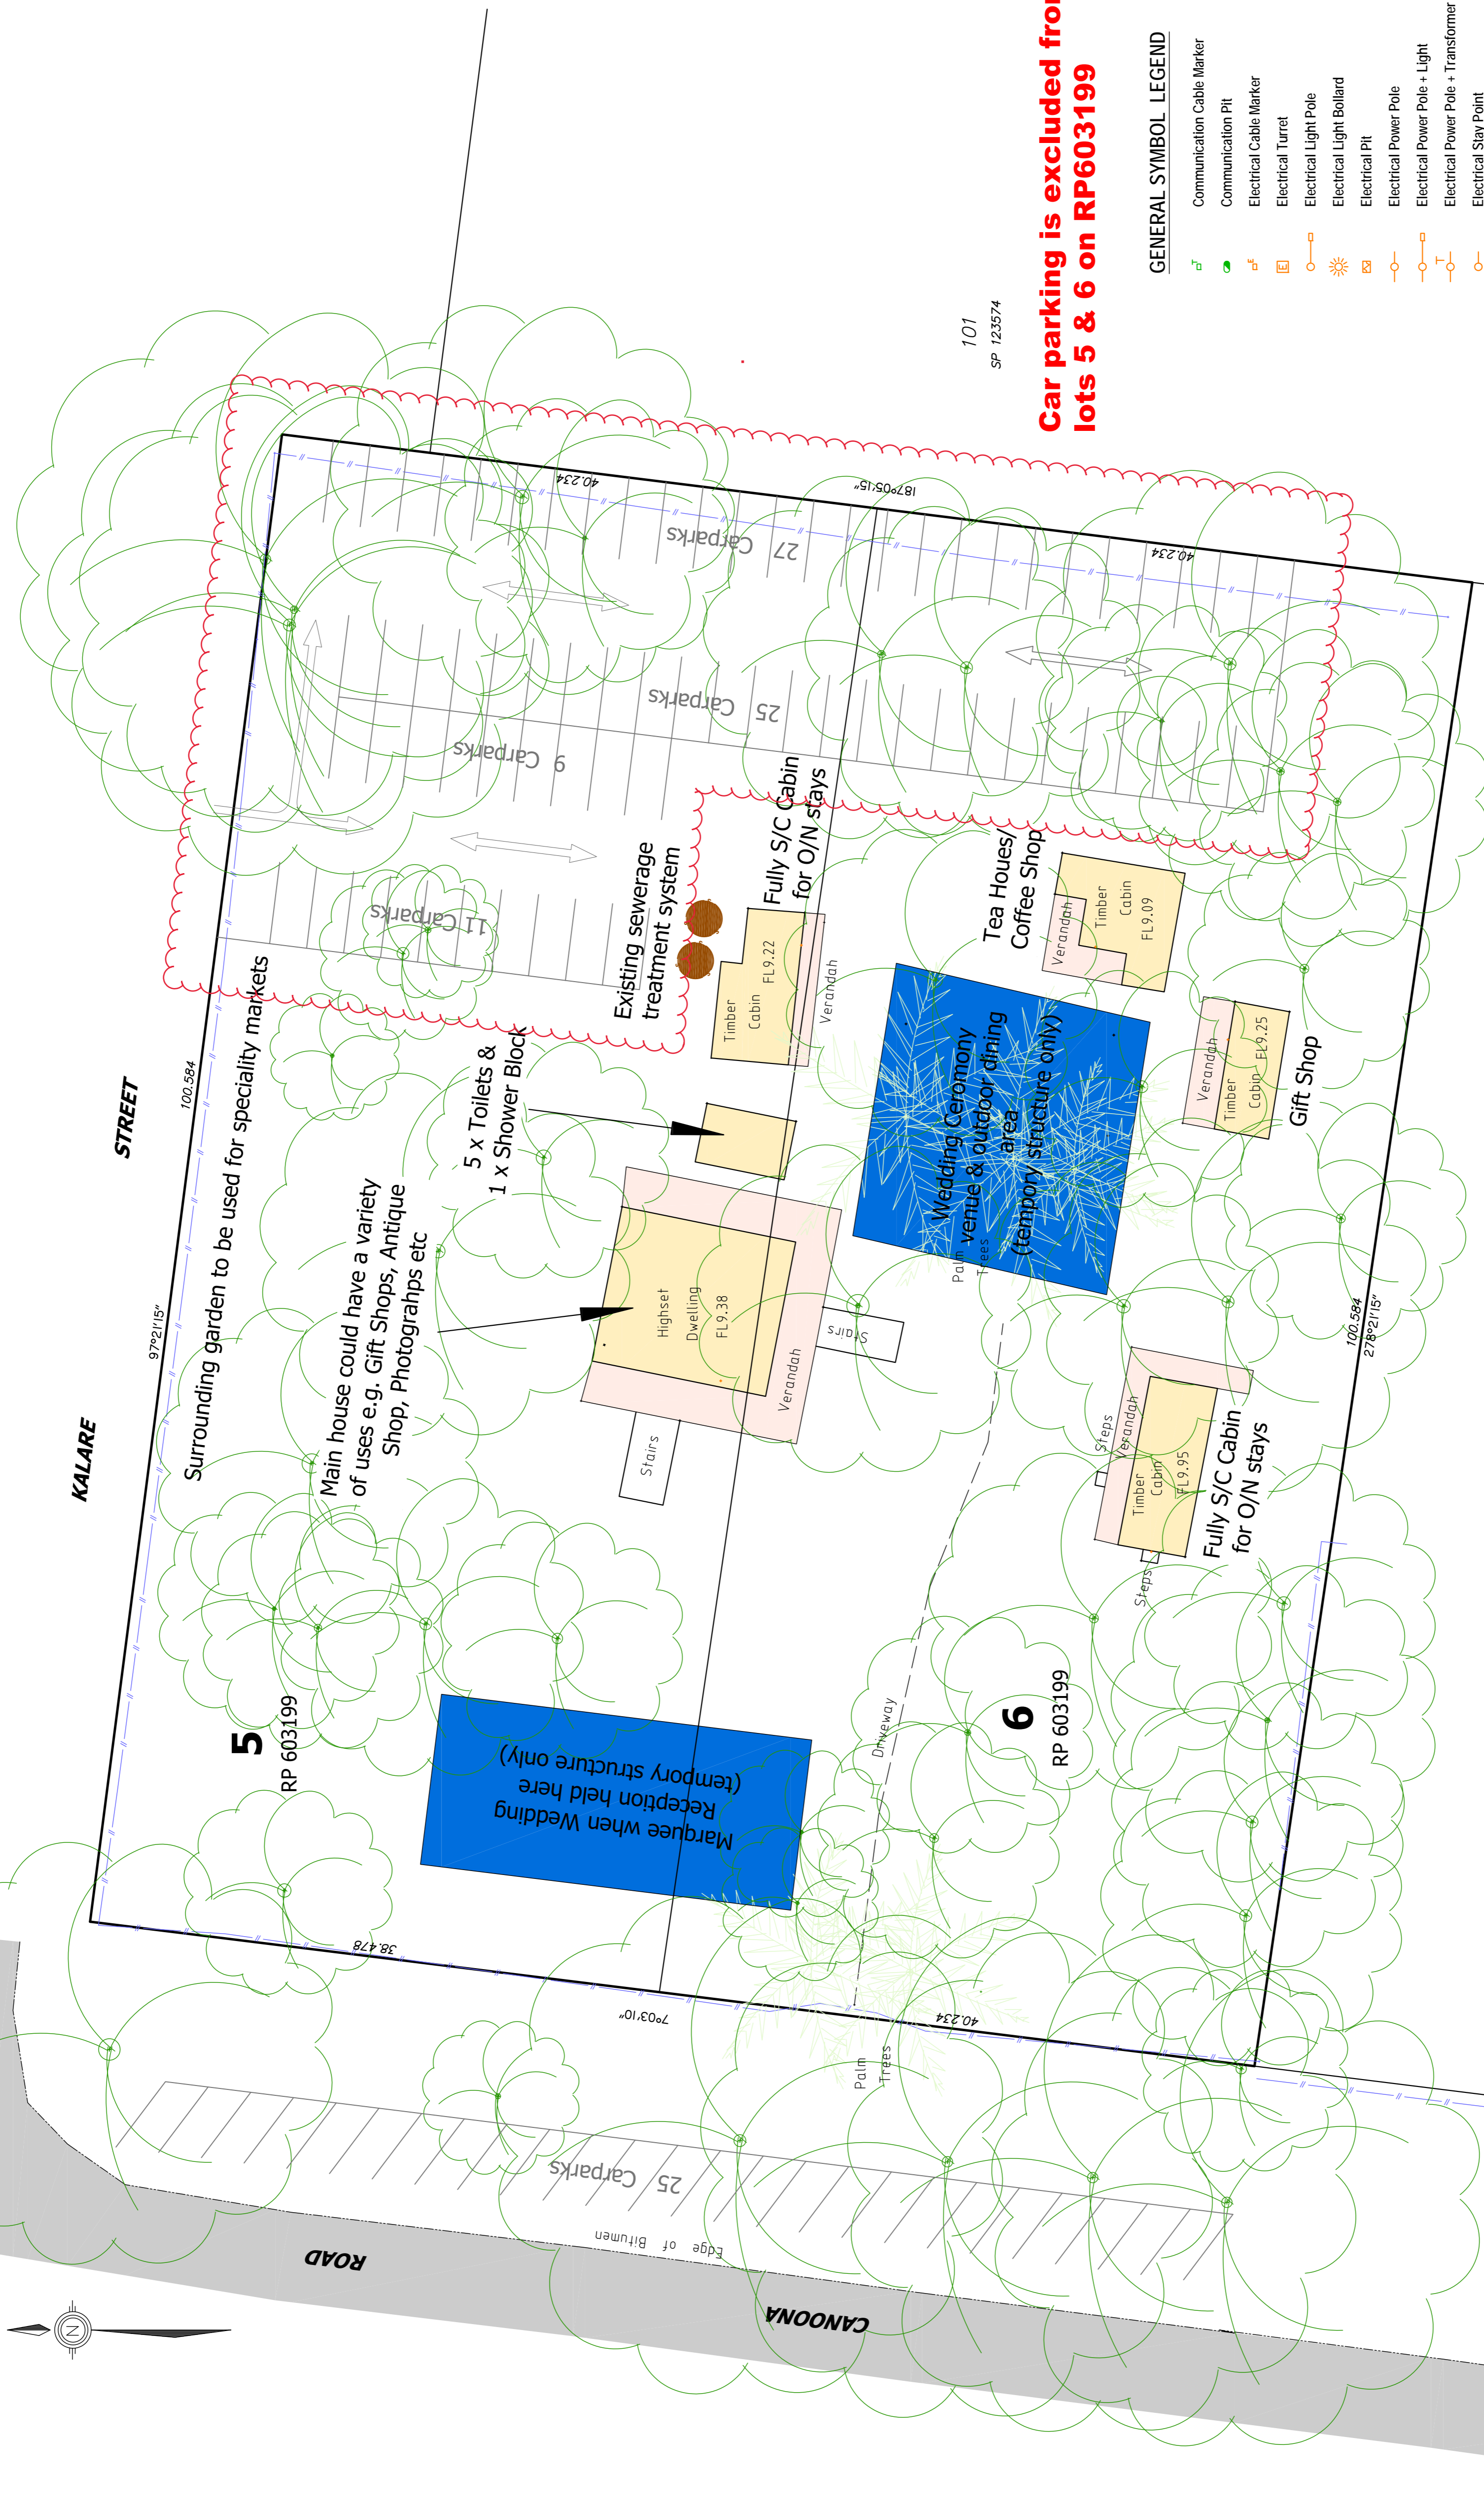 Car parking is excluded from
lots 5 & 6 on RP603199
GENERAL SYMBOL LEGEND
Communication Cable Marker
Communication Pit
Electrical Cable Marker
Electrical Turret
Electrical Light Pole
Electrical Light Bollard
Electrical Pit
Electrical Power Pole
Electrical Power Pole + Light
Electrical Power Pole + Transformer
Electrical Stay Point
T
E
E
T
101
SP 123574
STREET
KALARE
100.584
97°21'15"
Surrounding garden to be used for speciality markets
40.234
187°05'15"
40.234
27 Carparks
25 Carparks
9 Carparks
11 Carparks
Existing sewerage
treatment system
Fully S/C Cabin
for O/N stays
Timber
Cabin
FL9.22
Verandah
5 x Toilets &
1 x Shower Block
Main house could have a variety
of uses e.g. Gift Shops, Antique
Shop, Photograhps etc
Highset
Dwelling
FL9.38
Verandah
Stairs
Stairs
Tea Houes/
Coffee Shop
Verandah
Timber
Cabin
FL9.09
Wedding Ceromony
venue & outdoor dining
area
(tempory structure only)
Palm
Trees
Verandah
Timber
Cabin
FL9.25
Gift Shop
100.584
278°21'15"
Steps
Verandah
Timber
Cabin
FL9.95
Steps
Fully S/C Cabin
for O/N stays
5
RP 603199
6
RP 603199
Marquee when Wedding
Reception held here
(tempory structure only)
Driveway
38.478
7°03'10"
40.234
Palm
Trees
25 Carparks
Edge of Bitumen
ROAD
CANOONA
N